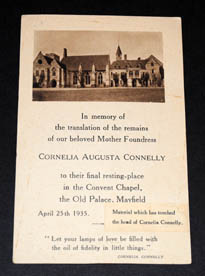 In memory of
the translation of the remains
of our beloved Mother Foundress
CORNELIA AUGUSTA CONNELLY
to their final resting-place
in the Convent Chapel,
the Old Palace, Mayfield
April 25th 1935.
Material which has touched
the head of Cornelia Connelly.
"Let your lamps of love be filled with
the oil of fidelity in little things."
CORNELIA CONNELLY